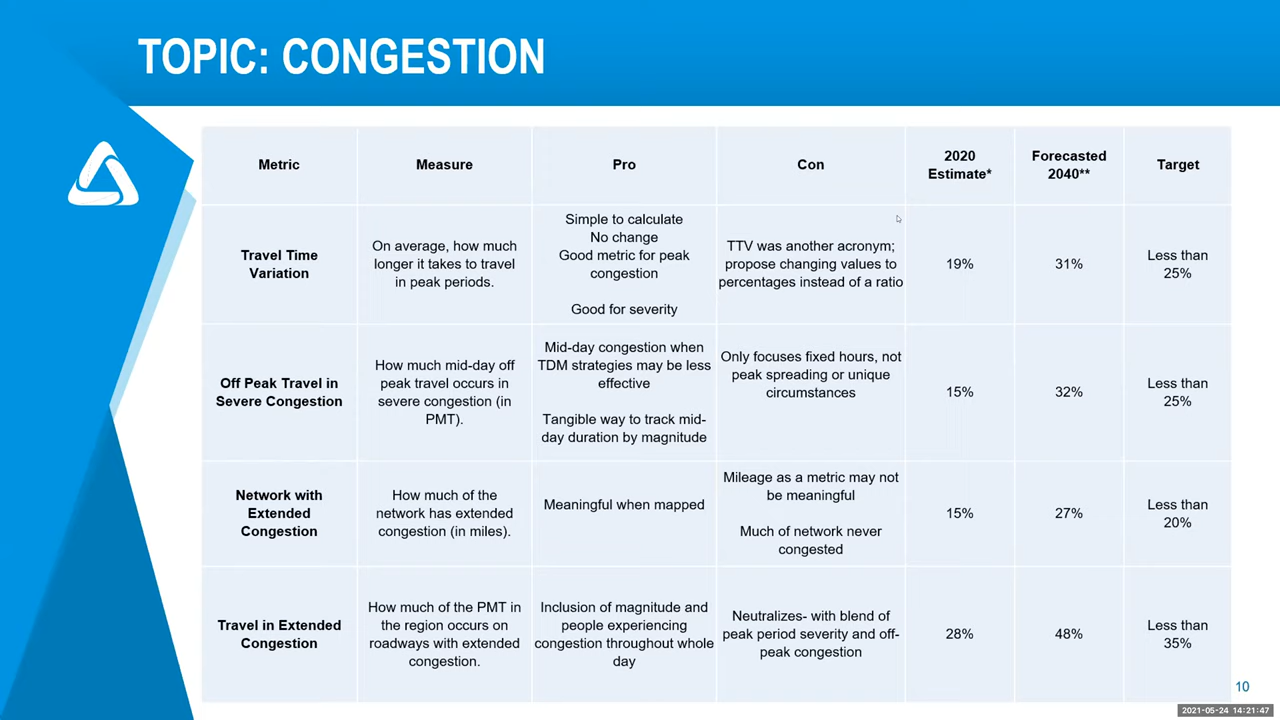 TOPIC: CONGESTION
Metric
Measure
Pro
Con
2020
Estimate*
Forecasted
2040**
Target
Travel Time
Variation
On average, how much
longer it takes to travel
in peak periods.
Simple to calculate
No change
Good metric for peak
congestion
Good for severity
TTV was another acronym;
propose changing values to
percentages instead of a ratio
19%
31%
Less than
25%
Off Peak Travel in
Severe Congestion
How much mid-day off
peak travel occurs in
severe congestion (in
PMT).
Mid-day congestion when
TDM strategies may be less
effective
Tangible way to track mid-
day duration by magnitude
Only focuses fixed hours, not
peak spreading or unique
circumstances
15%
32%
Less than
25%
Network with
Extended
Congestion
How much of the
network has extended
congestion (in miles).
Meaningful when mapped
Mileage as a metric may not
be meaningful
Much of network never
congested
15%
27%
Less than
20%
Travel in Extended
Congestion
How much of the PMT in
the region occurs on
roadways with extended
congestion.
Inclusion of magnitude and
people experiencing
congestion throughout whole
day
Neutralizes- with blend of
peak period severity and off-
peak congestion
28%
48%
Less than
35%
10
2021-05-24 14:21:47